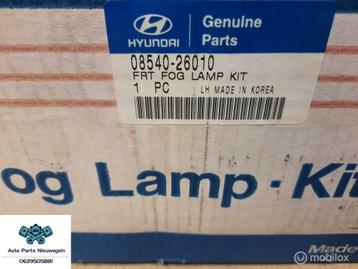 HYUNDAI
Genuine
Parts
08540-26010
FRT FOG LAMP KIT
1 PC LH MADE IN KOREA
og Lamp·Ki
Made
Auto Parts Nieuwegein
0639505881
© mobilox